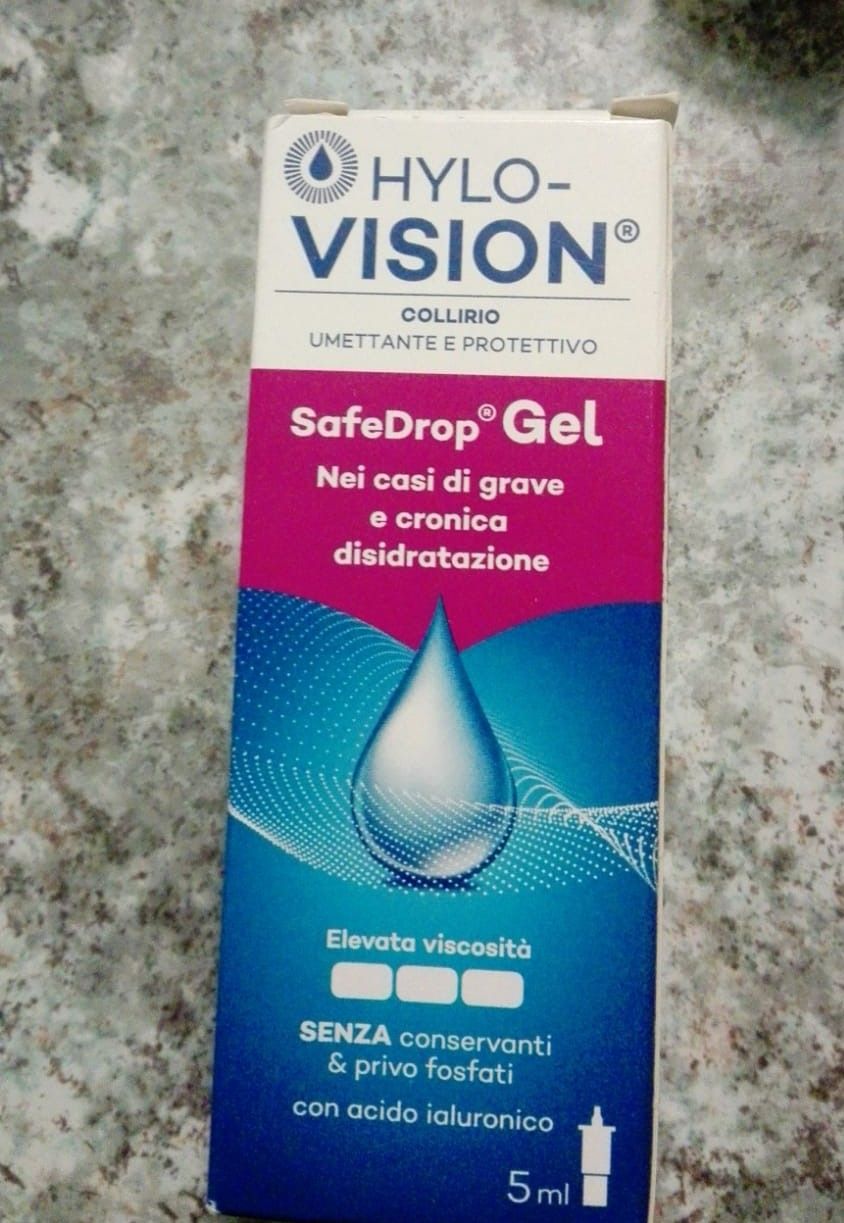 HYLO-
VISION®
COLLIRIO
UMETTANTE E PROTETTIVO
SafeDrop® Gel
Nei casi di grave
e cronica
disidratazione
Elevata viscosità
SENZA conservanti
& privo fosfati
con acido ialuronico
5 ml